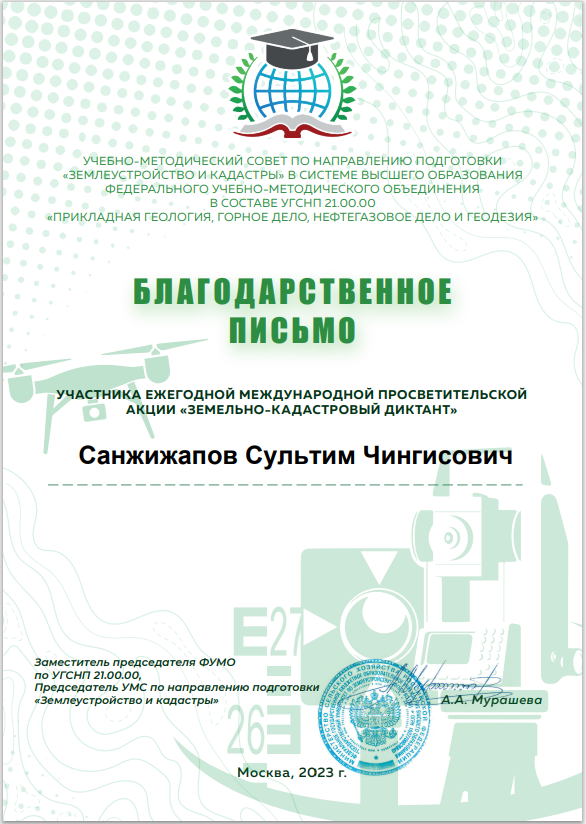 УЧЕБНО-МЕТОДИЧЕСКИЙ СОВЕТ ПО НАПРАВЛЕНИЮ ПОДГОТОВКИ
«ЗЕМЛЕУСТРОЙСТВО И КАДАСТРЫ» В СИСТЕМЕ ВЫСШЕГО ОБРАЗОВАНИЯ
ФЕДЕРАЛЬНОГО УЧЕБНО-МЕТОДИЧЕСКОГО ОБЪЕДИНЕНИЯ
В СОСТАВЕ УГСНП 21.00.00
«ПРИКЛАДНАЯ ГЕОЛОГИЯ, ГОРНОЕ ДЕЛО, НЕФТЕГАЗОВОЕ ДЕЛО И ГЕОДЕЗИЯ»
БЛАГОДАРСТВЕННОЕ
ПИСЬМО
УЧАСТНИКА ЕЖЕГОДНОЙ МЕЖДУНАРОДНОЙ ПРОСВЕТИТЕЛЬСКОЙ
АКЦИИ «ЗЕМЕЛЬНО-КАДАСТРОВЫЙ ДИКТАНТ»
Санжижапов Сультим Чингисович
E27
Заместитель председателя ФУМО
по УГСНП 21.00.00,
Председатель УМС по направлению подготовки
«Землеустройство и кадастры»
А.А. Мурашева
26
Москва, 2023 г.